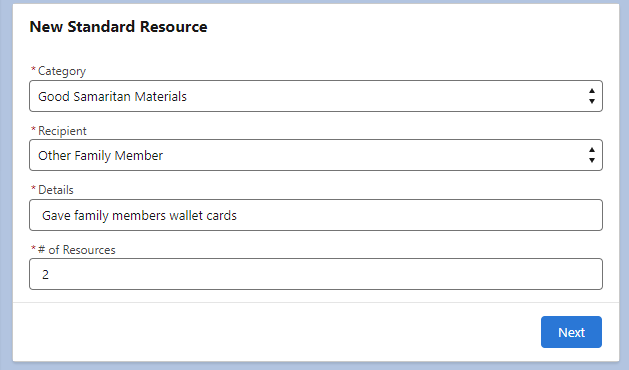 New Standard Resource
*Category
Good Samaritan Materials
*Recipient
Other Family Member
*Details
Gave family members wallet cards
*# of Resources
2
Next